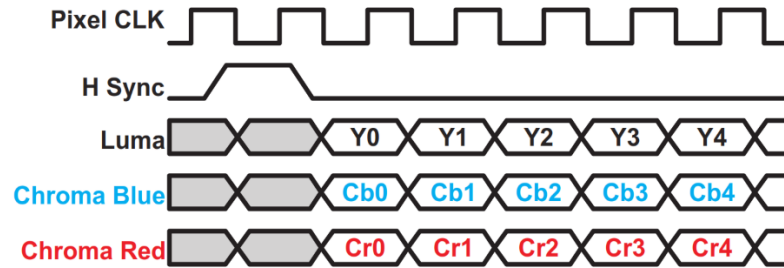 Pixel CLK
H Sync
Luma Y0 Y1 Y2 Y3 Y4
Chroma Blue Cb0 Cb1 Cb2 Cb3 Cb4
Chroma Red Cr0 Cr1 Cr2 Cr3 Cr4